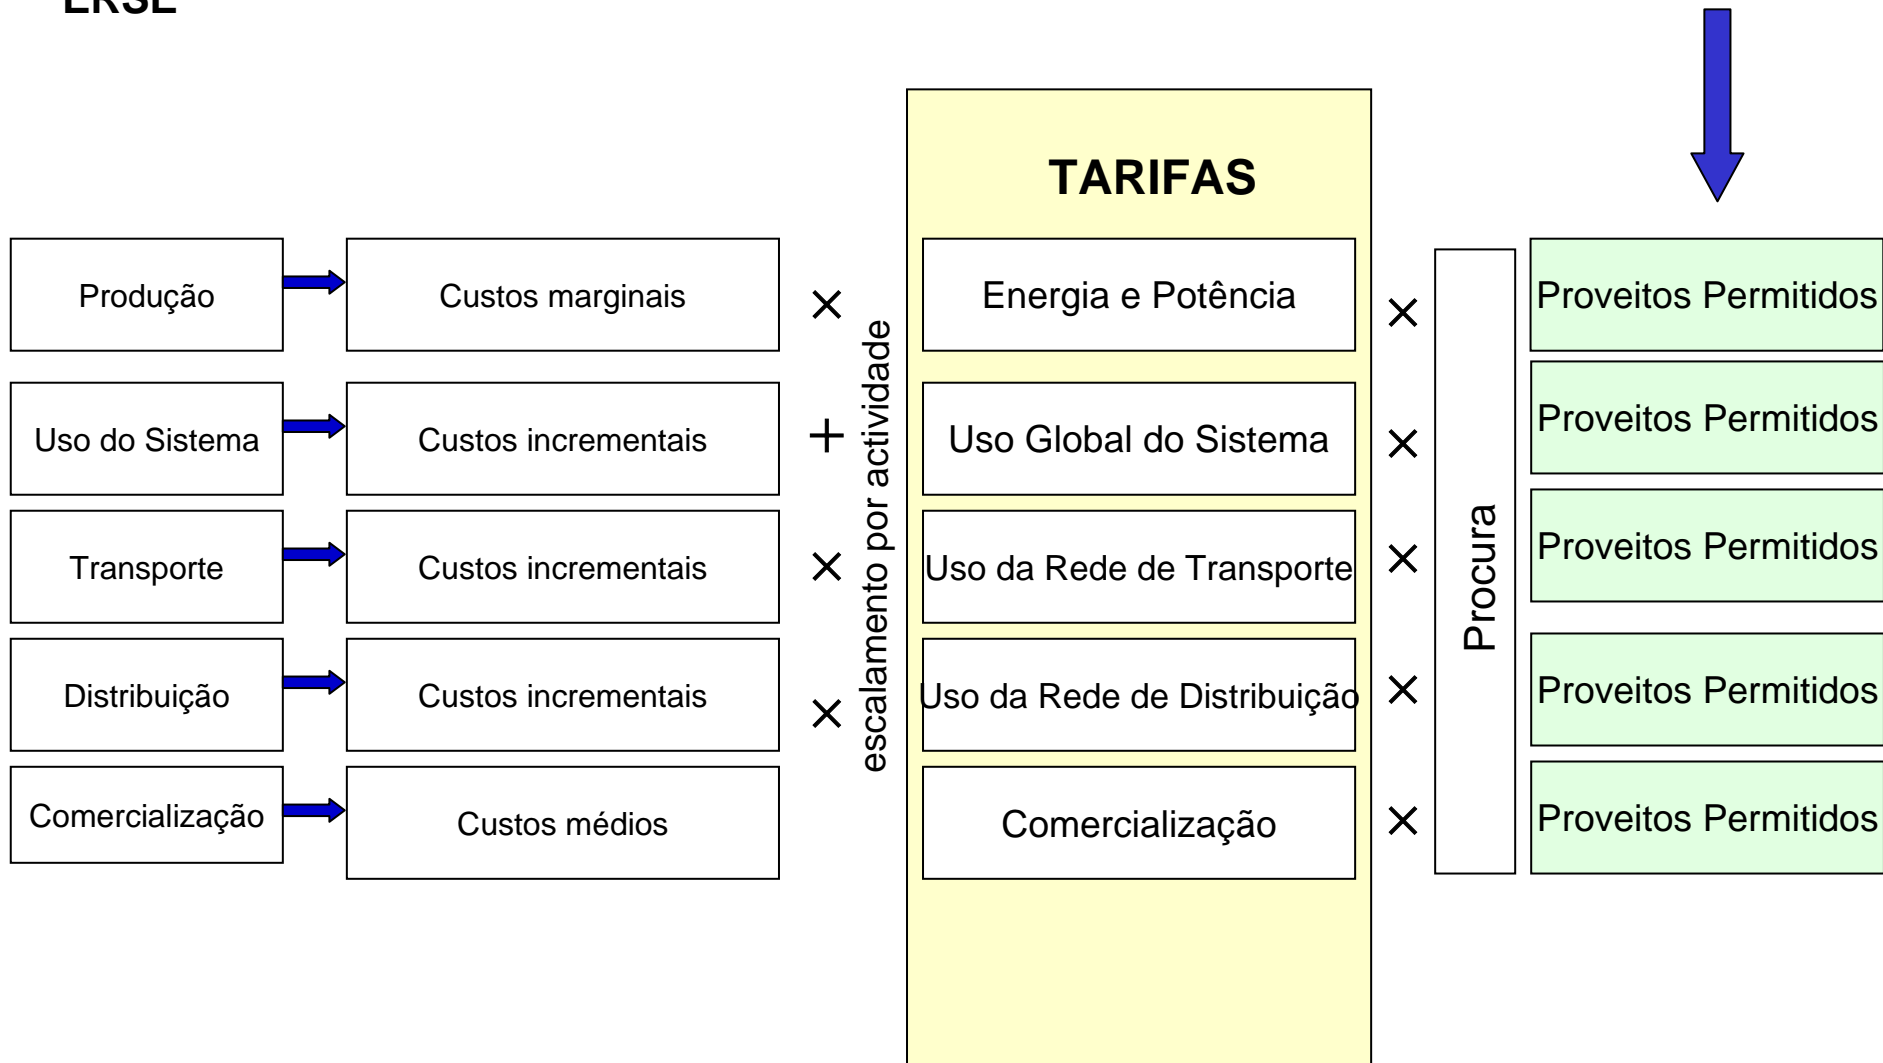 TARIFAS
Produção
Custos marginais
×
Energia e Potência
×
Proveitos Permitidos
Uso do Sistema
Custos incrementais
+
Uso Global do Sistema
×
Proveitos Permitidos
Transporte
Custos incrementais
×
Uso da Rede de Transporte
×
Proveitos Permitidos
Distribuição
Custos incrementais
×
Uso da Rede de Distribuição
×
Proveitos Permitidos
Comercialização
Custos médios
Comercialização
×
Proveitos Permitidos
escalamento por actividade
Procura